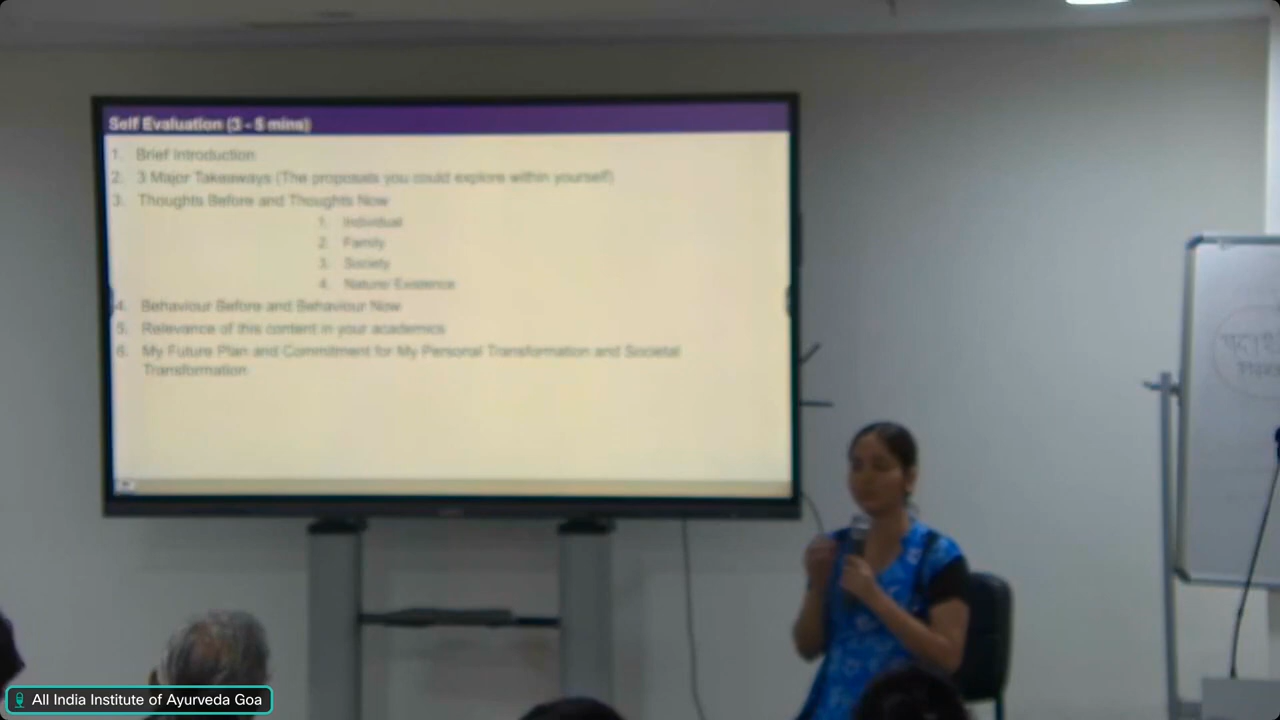 Self Evaluation (3 - 5 mins)
1. Brief Introduction
2. 3 Major Takeaways (The proposals you could explore within yourself)
3. Thoughts Before and Thoughts Now
1. Individual
2. Family
3. Society
4. Nature/ Existence
4. Behaviour Before and Behaviour Now
5. Relevance of this content in your academics
6. My Future Plan and Commitment for My Personal Transformation and Societal
Transformation
All India Institute of Ayurveda Goa